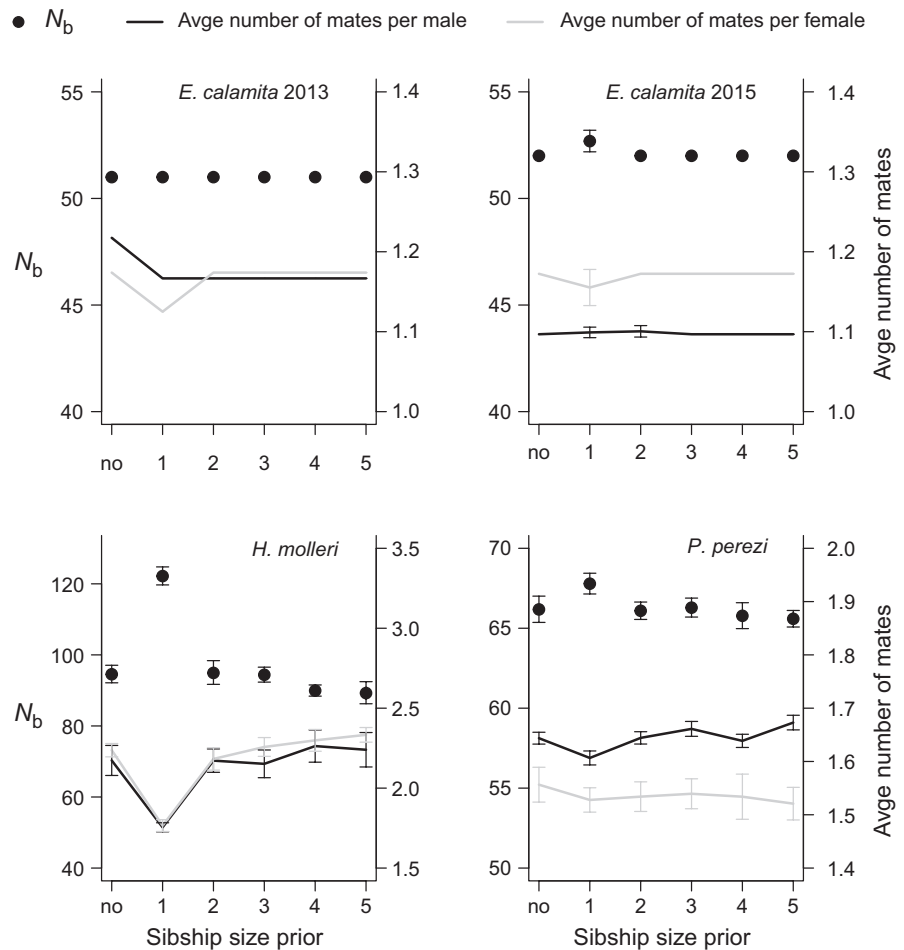 ● Nb — Avge number of mates per male — Avge number of mates per female
E. calamita 2013
55
50
45
40
Nb
1.4
1.3
1.2
1.1
1.0
no 1 2 3 4 5
E. calamita 2015
55
50
45
40
1.4
1.3
1.2
1.1
1.0
Avge number of mates
no 1 2 3 4 5
H. molleri
120
100
80
60
40
Nb
3.5
3.0
2.5
2.0
1.5
no 1 2 3 4 5
Sibship size prior
P. perezi
70
65
60
55
50
2.0
1.9
1.8
1.7
1.6
1.5
1.4
Avge number of mates
no 1 2 3 4 5
Sibship size prior